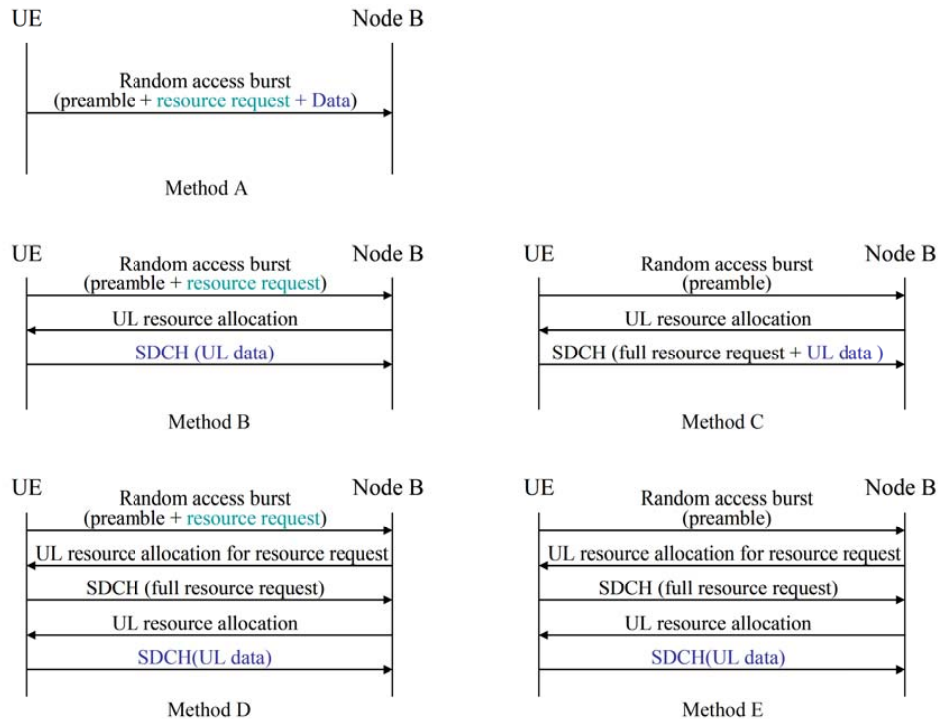 UE
Node B
Random access burst
(preamble + resource request + Data)
Method A
UE
Node B
Random access burst
(preamble + resource request)
UL resource allocation
SDCH (UL data)
Method B
UE
Node B
Random access burst
(preamble)
UL resource allocation
SDCH (full resource request + UL data )
Method C
UE
Node B
Random access burst
(preamble + resource request)
UL resource allocation for resource request
SDCH (full resource request)
UL resource allocation
SDCH(UL data)
Method D
UE
Node B
Random access burst
(preamble)
UL resource allocation for resource request
SDCH (full resource request)
UL resource allocation
SDCH(UL data)
Method E